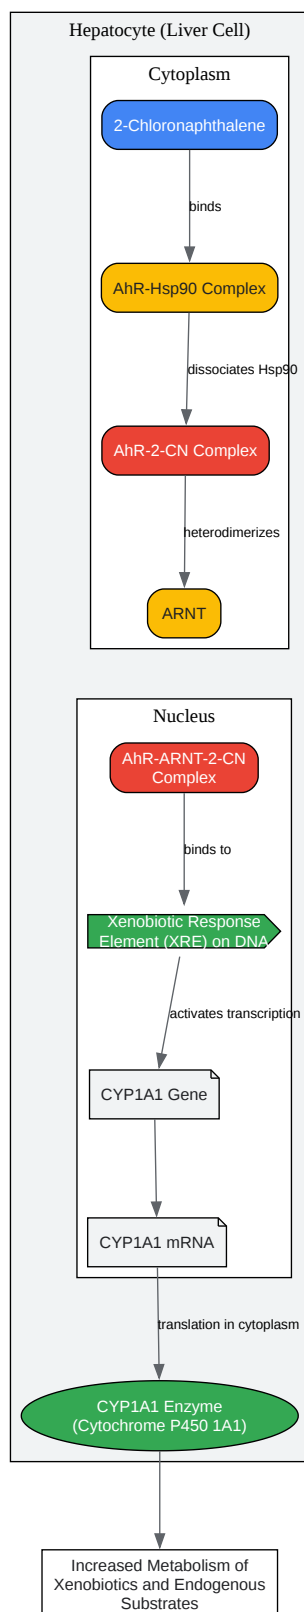 Hepatocyte (Liver Cell)
Cytoplasm
2-Chloronaphthalene
binds
AhR-Hsp90 Complex
dissociates Hsp90
AhR-2-CN Complex
heterodimerizes
ARNT
Nucleus
AhR-ARNT-2-CN
Complex
binds to
Xenobiotic Response
Element (XRE) on DNA
activates transcription
CYP1A1 Gene
CYP1A1 mRNA
translation in cytoplasm
CYP1A1 Enzyme
(Cytochrome P450 1A1)
Increased Metabolism of
Xenobiotics and Endogenous
Substrates